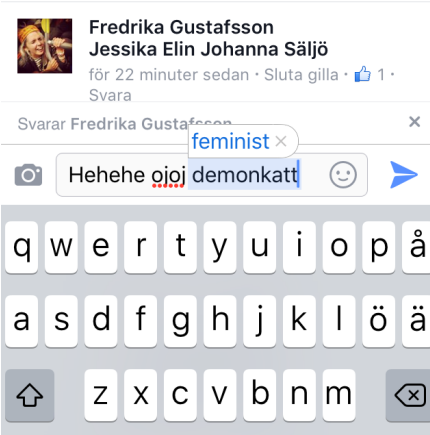 Fredrika Gustafsson
Jessika Elin Johanna Säljö
för 22 minuter sedan · Sluta gilla · 1 ·
Svara
Svarar Fredrika Gustafsson
feminist ×
Hehehe ojoj demonkatt
q w e r t y u i o p å
a s d f g h j k l ö ä
z x c v b n m